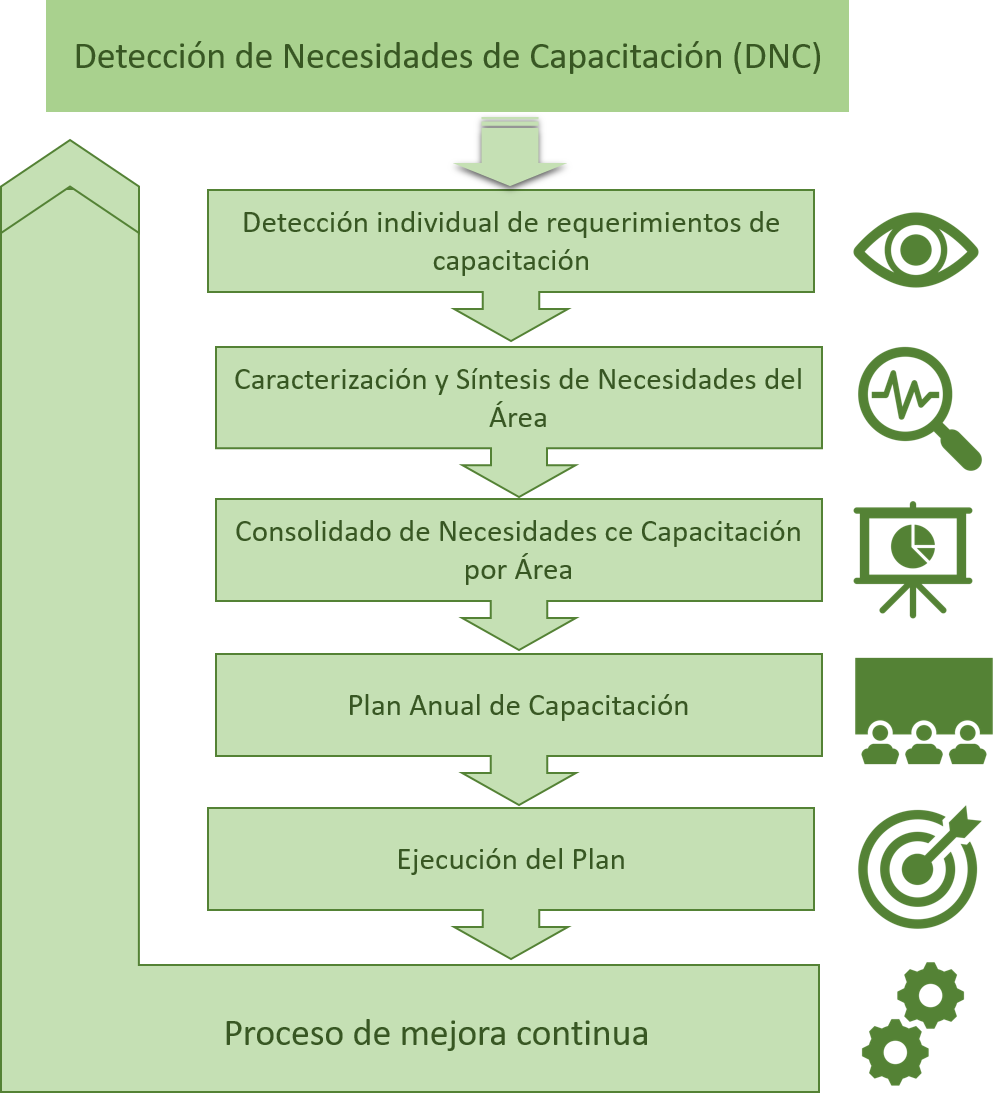 Detección de Necesidades de Capacitación (DNC)
Detección individual de requerimientos de
capacitación
Caracterización y Síntesis de Necesidades del
Área
Consolidado de Necesidades ce Capacitación
por Área
Plan Anual de Capacitación
Ejecución del Plan
Proceso de mejora continua